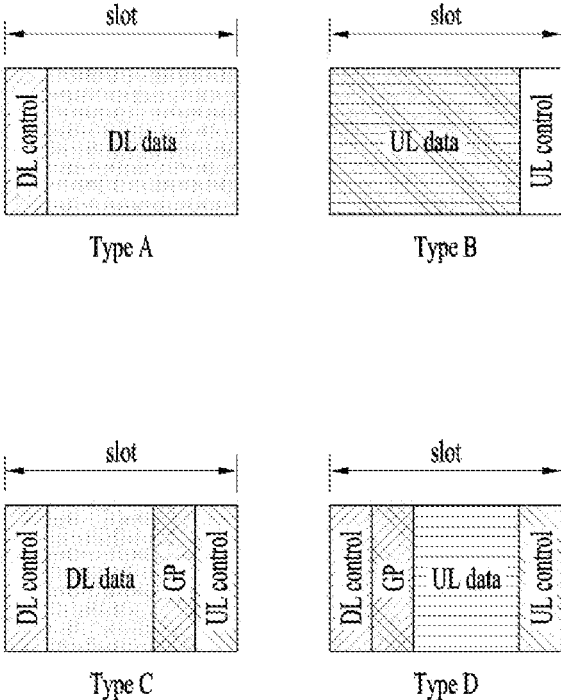 slot
slot
DL control
DL data
UL data
UL control
Type A
Type B
slot
slot
DL control
DL data
GP
UL control
DL control
GP
UL data
UL control
Type C
Type D